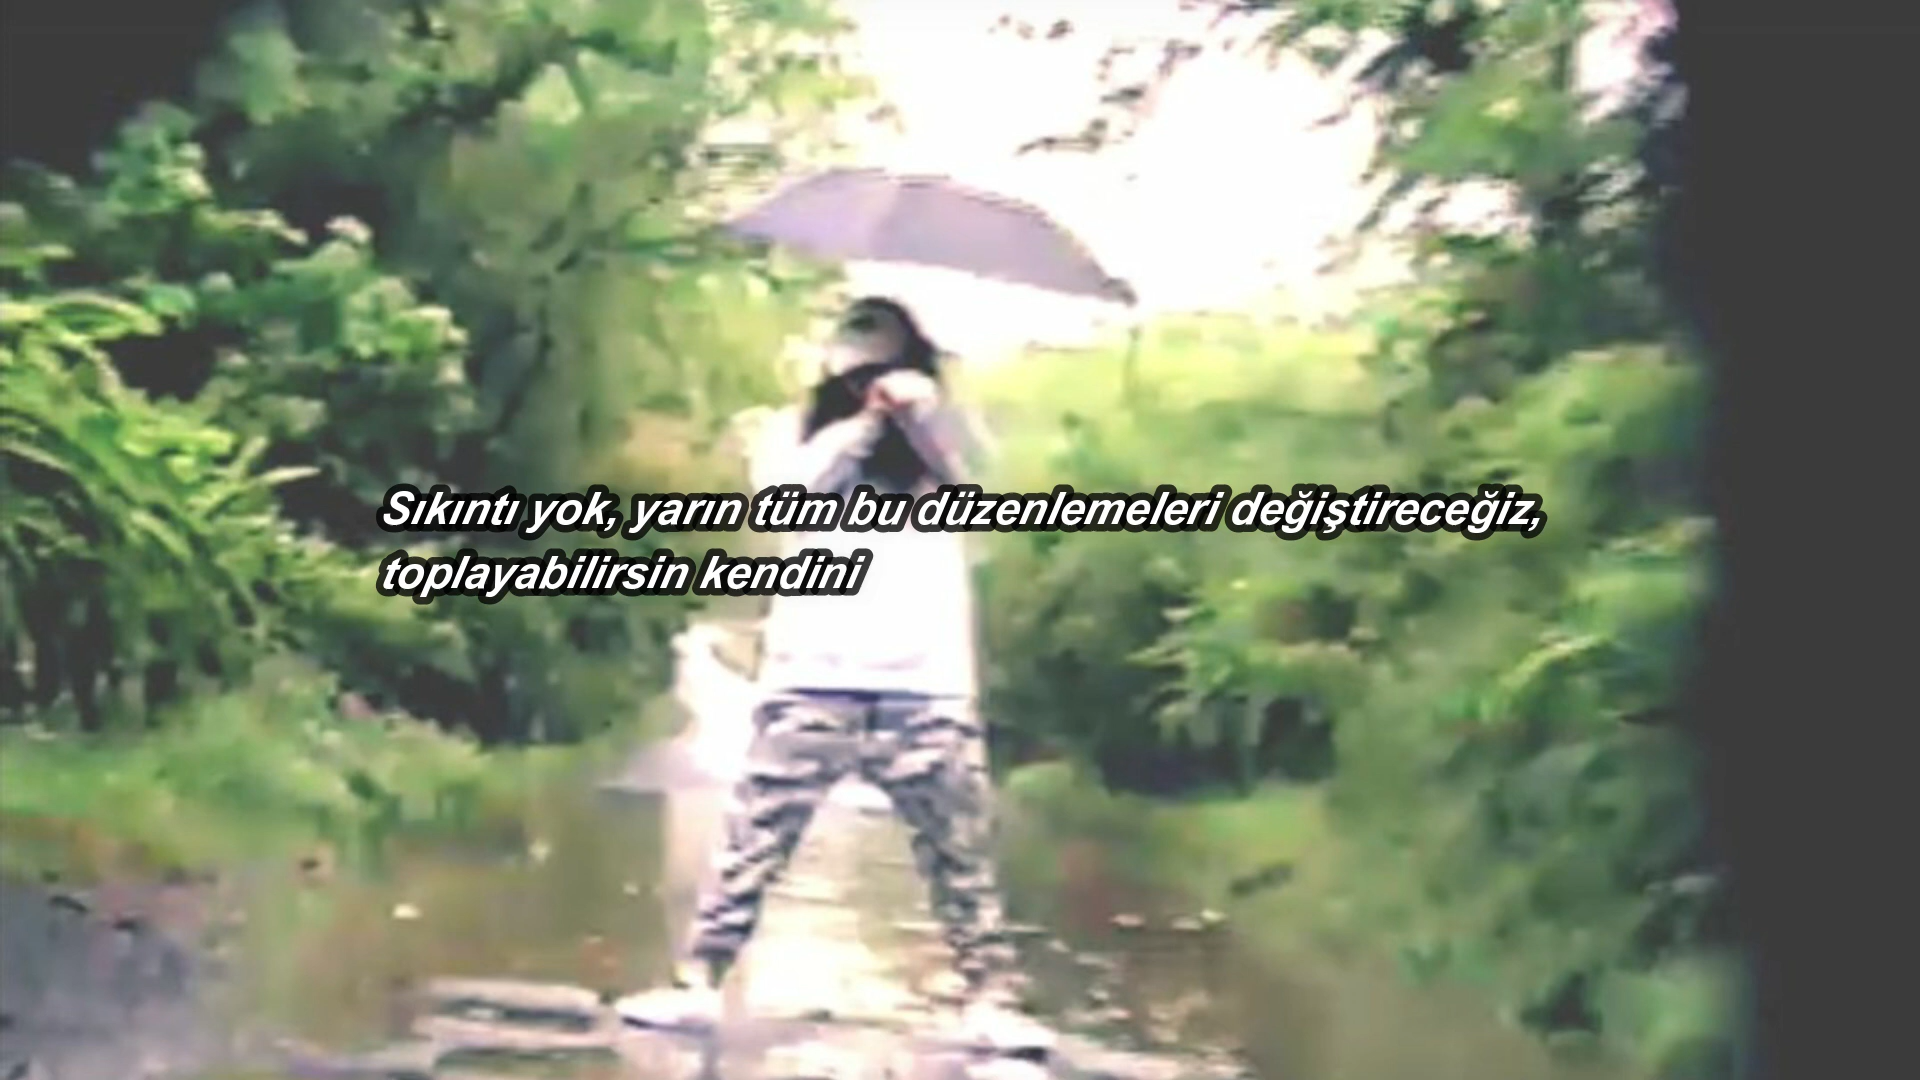 Sıkıntı yok, yarın tüm bu düzenlemeleri değiştireceğiz,
toplayabilirsin kendini